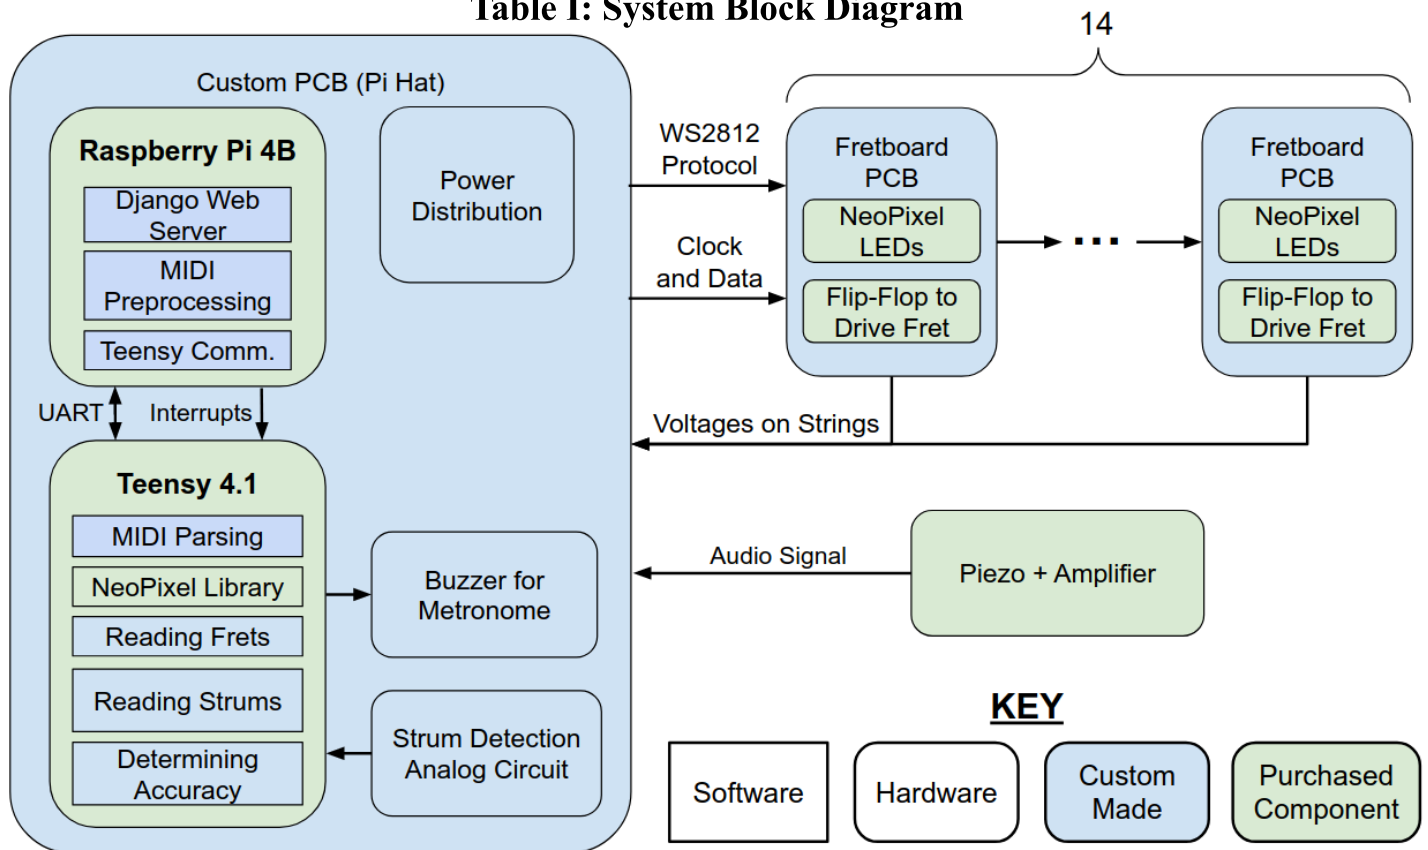 Table I: System Block Diagram
14
Custom PCB (Pi Hat)
Raspberry Pi 4B
Django Web
Server
MIDI
Preprocessing
Teensy Comm.
Power
Distribution
UART
Interrupts
Teensy 4.1
MIDI Parsing
NeoPixel Library
Reading Frets
Reading Strums
Determining
Accuracy
Buzzer for
Metronome
Strum Detection
Analog Circuit
WS2812
Protocol
Clock
and Data
Fretboard
PCB
NeoPixel
LEDs
Flip-Flop to
Drive Fret
...
Fretboard
PCB
NeoPixel
LEDs
Flip-Flop to
Drive Fret
Voltages on Strings
Audio Signal
Piezo + Amplifier
KEY
Software
Hardware
Custom
Made
Purchased
Component